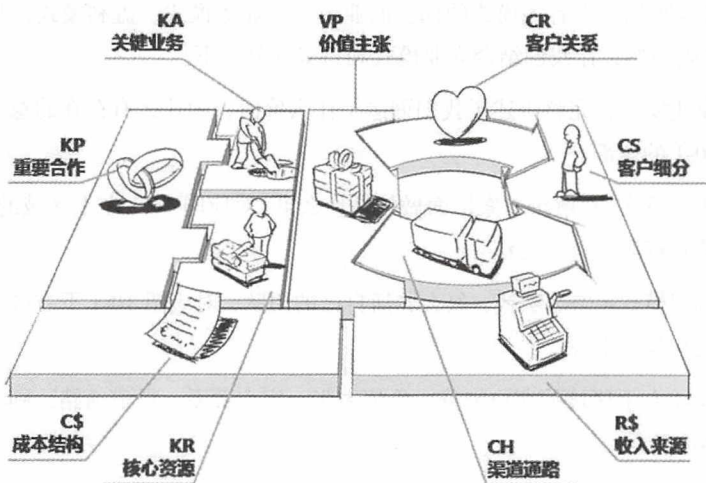 KA
关键业务
VP
价值主张
CR
客户关系
KP
重要合作
CS
客户细分
C$
成本结构
KR
核心资源
CH
渠道通路
R$
收入来源